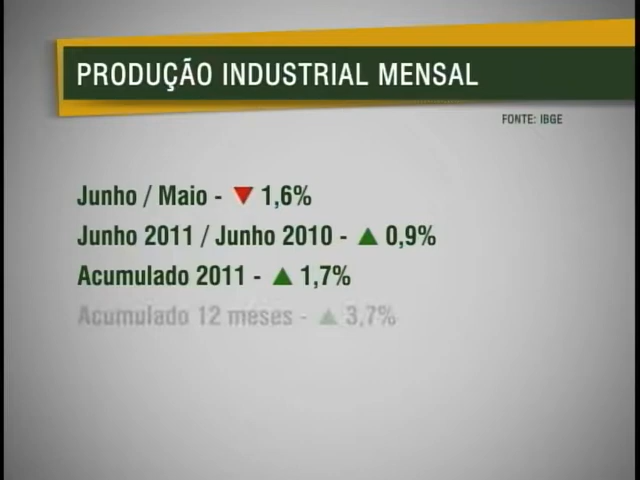 PRODUÇÃO INDUSTRIAL MENSAL
FONTE: IBGE
Junho / Maio - ▼ 1,6%
Junho 2011 / Junho 2010 - ▲ 0,9%
Acumulado 2011 - ▲ 1,7%
Acumulado 12 meses - ▲ 3,7%